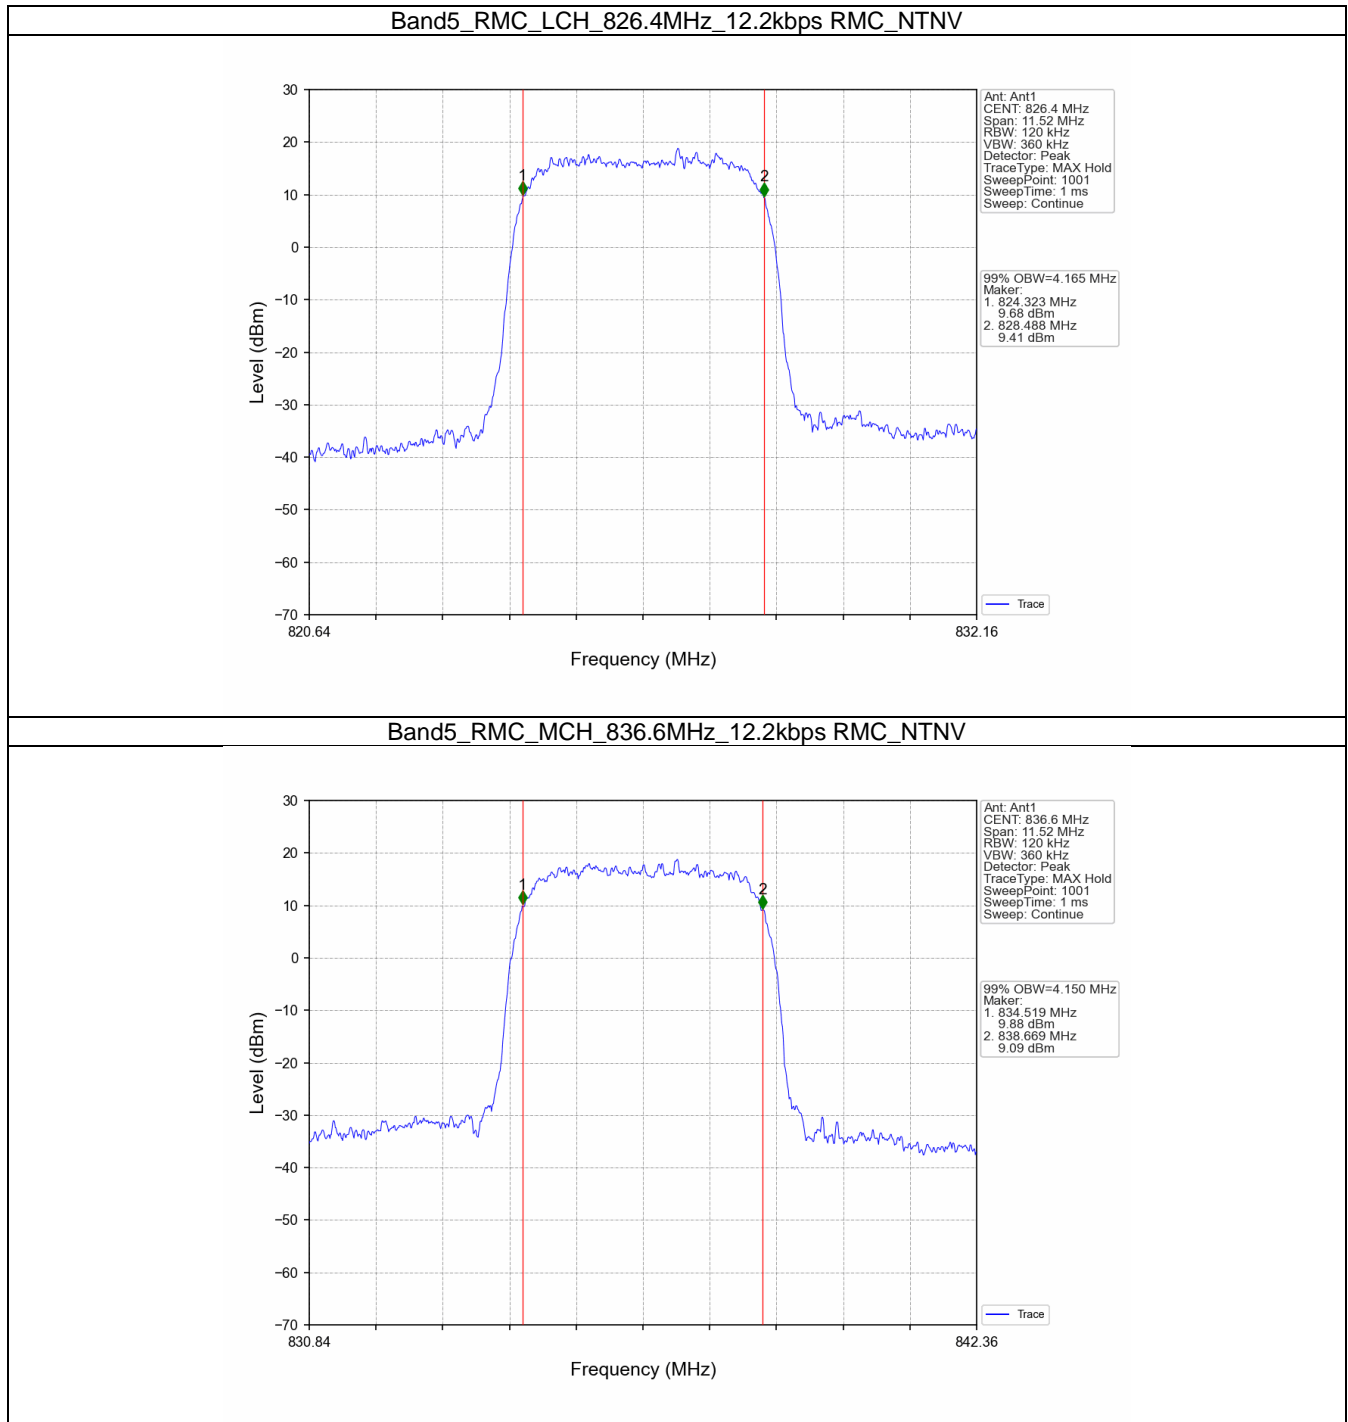 Band5_RMC_LCH_826.4MHz_12.2kbps RMC_NTNV
30
20
10
0
−10
−20
−30
−40
−50
−60
−70
Level (dBm)
1
2
820.64
832.16
Frequency (MHz)
Ant: Ant1
CENT: 826.4 MHz
Span: 11.52 MHz
RBW: 120 kHz
VBW: 360 kHz
Detector: Peak
TraceType: MAX Hold
SweepPoint: 1001
SweepTime: 1 ms
Sweep: Continue
99% OBW=4.165 MHz
Maker:
1. 824.323 MHz
9.68 dBm
2. 828.488 MHz
9.41 dBm
Trace
Band5_RMC_MCH_836.6MHz_12.2kbps RMC_NTNV
30
20
10
0
−10
−20
−30
−40
−50
−60
−70
Level (dBm)
1
2
830.84
842.36
Frequency (MHz)
Ant: Ant1
CENT: 836.6 MHz
Span: 11.52 MHz
RBW: 120 kHz
VBW: 360 kHz
Detector: Peak
TraceType: MAX Hold
SweepPoint: 1001
SweepTime: 1 ms
Sweep: Continue
99% OBW=4.150 MHz
Maker:
1. 834.519 MHz
9.88 dBm
2. 838.669 MHz
9.09 dBm
Trace